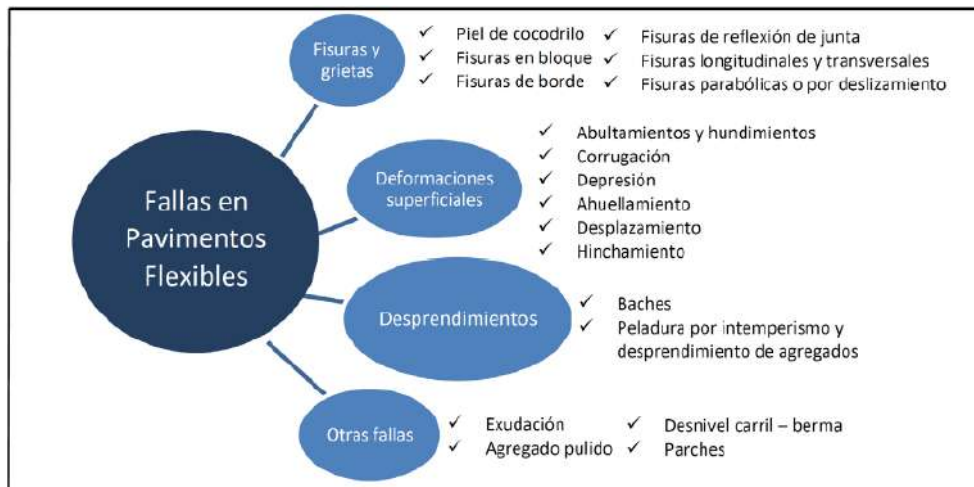 Fallas en
Pavimentos
Flexibles
Fisuras y
grietas
✓ Piel de cocodrilo
✓ Fisuras en bloque
✓ Fisuras de borde
✓ Fisuras de reflexión de junta
✓ Fisuras longitudinales y transversales
✓ Fisuras parabólicas o por deslizamiento
Deformaciones
superficiales
✓ Abultamientos y hundimientos
✓ Corrugación
✓ Depresión
✓ Ahuellamiento
✓ Desplazamiento
✓ Hinchamiento
Desprendimientos
✓ Baches
✓ Peladura por intemperismo y
desprendimiento de agregados
Otras fallas
✓ Exudación
✓ Agregado pulido
✓ Desnivel carril – berma
✓ Parches